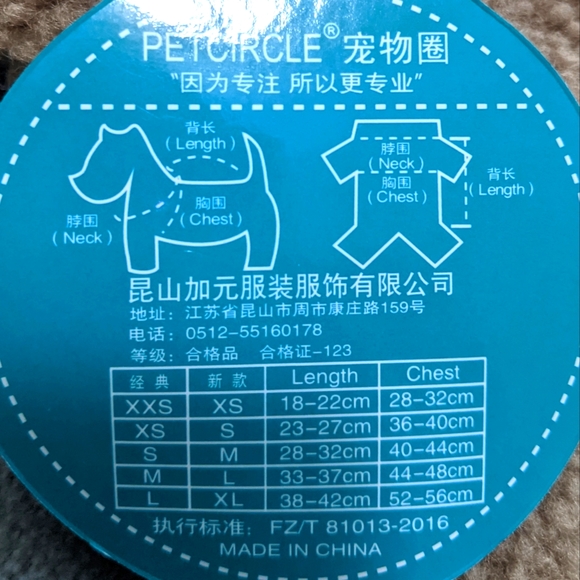 PETCIRCLE® 宠物圈
“因为专注 所以更专业”
背长
(Length)
胸围
(Chest)
脖围
(Neck)
脖围
(Neck)
胸围
(Chest)
背长
(Length)
昆山加元服装服饰有限公司
地址：江苏省昆山市周市康庄路159号
电话：0512-55160178
等级：合格品 合格证-123
经典 新款 Length Chest
XXS XS 18-22cm 28-32cm
XS S 23-27cm 36-40cm
S M 28-32cm 40-44cm
M L 33-37cm 44-48cm
L XL 38-42cm 52-56cm
执行标准：FZ/T 81013-2016
MADE IN CHINA